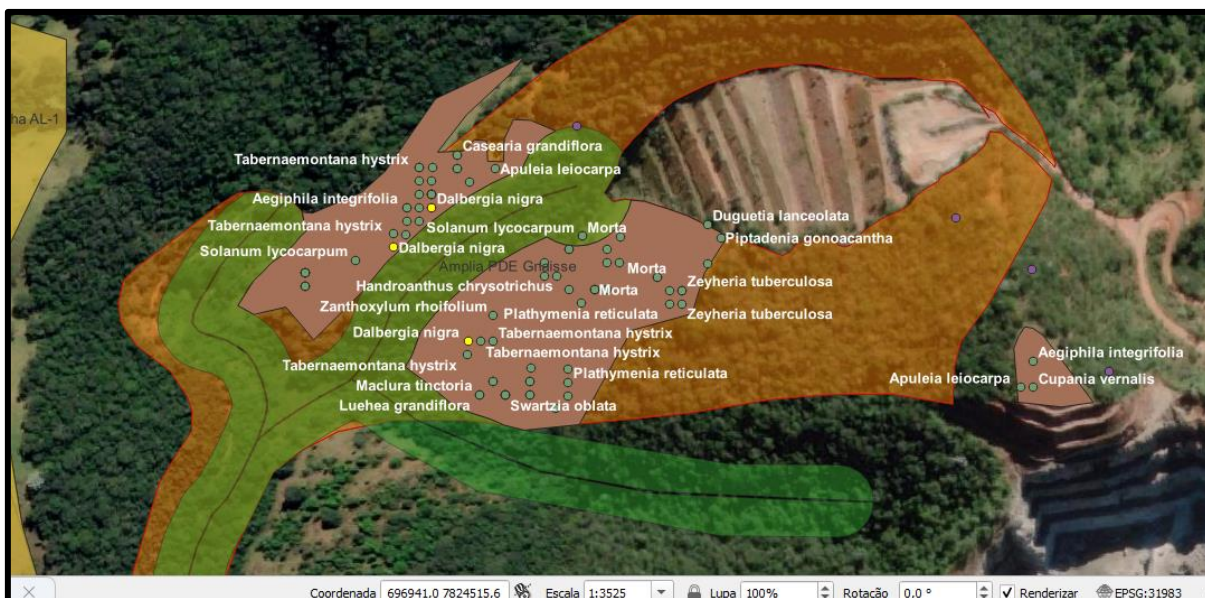 Casearia grandiflora
Tabernaemontana hystrix
Apuleia leiocarpa
Aegiphila integrifolia
Dalbergia nigra
Tabernaemontana hystrix
Solanum lycocarpum
Morta
Duguetia lanceolata
Piptadenia gonoacantha
Solanum lycocarpum
Dalbergia nigra
Amplia PDE Gnaisse
Morta
Handroanthus chrysotrichus
Morta
Zeyheria tuberculosa
Zanthoxylum rhoifolium
Plathymenia reticulata
Zeyheria tuberculosa
Dalbergia nigra
Tabernaemontana hystrix
Tabernaemontana hystrix
Aegiphila integrifolia
Tabernaemontana hystrix
Plathymenia reticulata
Maclura tinctoria
Apuleia leiocarpa
Cupania vernalis
Luehea grandiflora
Swartzia oblata
AL-1
Coordenada 696941.0 7824515.6 Escala 1:3525 Lupa 100% Rotação 0,0 ° Renderizar EPSG:31983